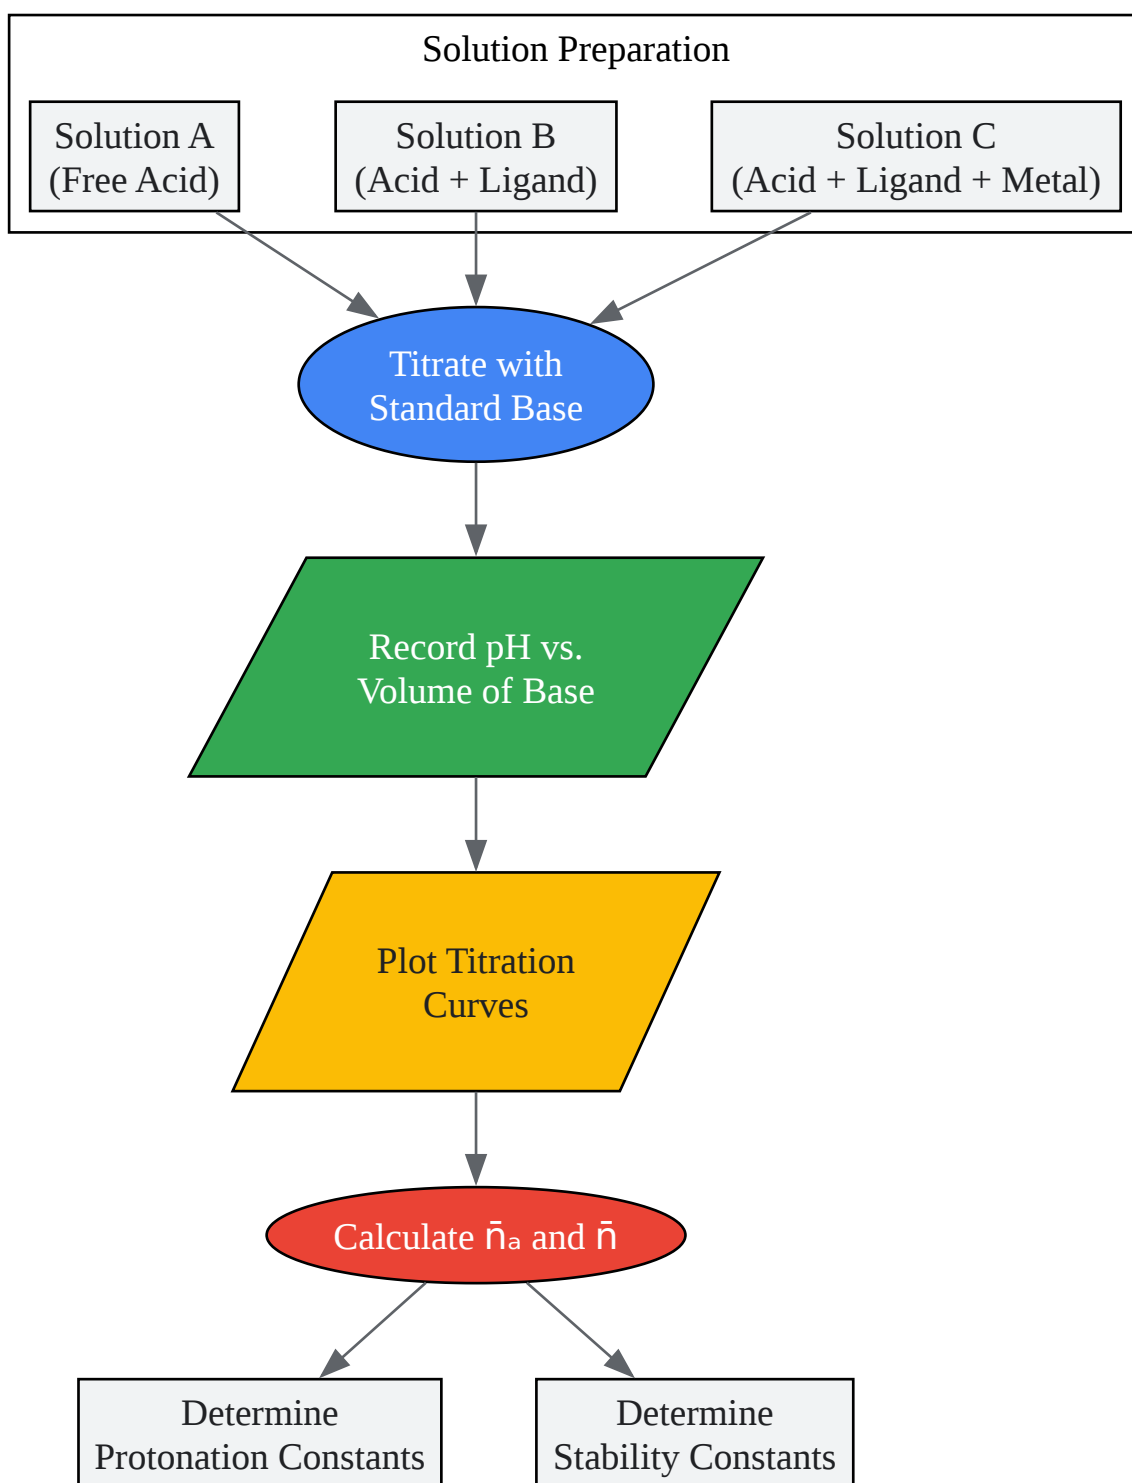 Solution Preparation
Solution A
(Free Acid)
Solution B
(Acid + Ligand)
Solution C
(Acid + Ligand + Metal)
Titrate with
Standard Base
Record pH vs.
Volume of Base
Plot Titration
Curves
Calculate n̄ₐ and n̄
Determine
Protonation Constants
Determine
Stability Constants